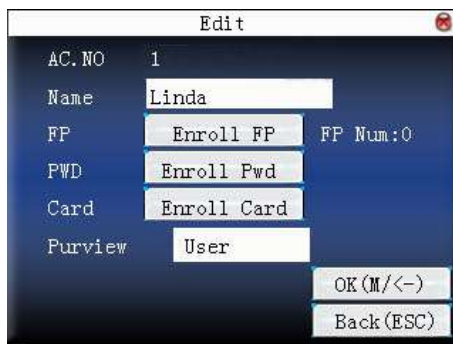 Edit
AC.NO 1
Name Linda
FP Enroll FP FP Num:0
PWD Enroll Pwd
Card Enroll Card
Purview User
OK(M/<-)
Back(ESC)